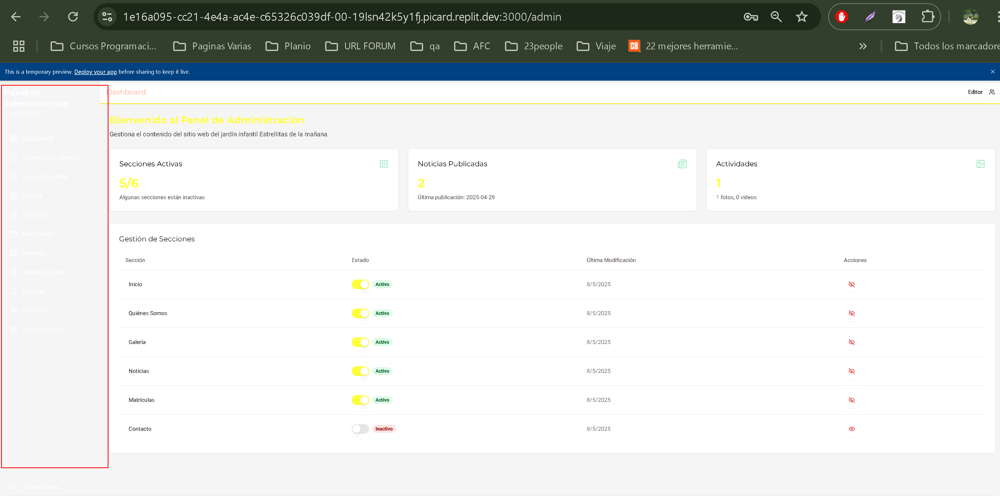 1e16a095-cc21-4e4a-ac4e-c65326c039df-00-19lsn42k5y1fj.picard.replit.dev:3000/admin
Cursos Programaci... Paginas Varias Planio URL FORUM qa AFC 23people Viaje 22 mejores herramie... Todos los marcadore
This is a temporary preview. Deploy your app before sharing to keep it live.
Panel de
Administración
Jardín Infantil
Dashboard
Información General
Equipo Docente
Galería
Noticias
Matrículas
Banners
Redes Sociales
PopUps
Usuarios
Configuración
Cerrar Sesión
Dashboard
Editor
Bienvenido al Panel de Administración
Gestiona el contenido del sitio web del jardín infantil Estrellitas de la mañana.
Secciones Activas
5/6
Algunas secciones están inactivas
Noticias Publicadas
2
Última publicación: 2025-04-29
Actividades
1
1 fotos, 0 videos
Gestión de Secciones
Sección Estado Última Modificación Acciones
Inicio Activo 8/5/2025
Quiénes Somos Activo 8/5/2025
Galería Activo 8/5/2025
Noticias Activo 8/5/2025
Matrículas Activo 8/5/2025
Contacto Inactivo 8/5/2025